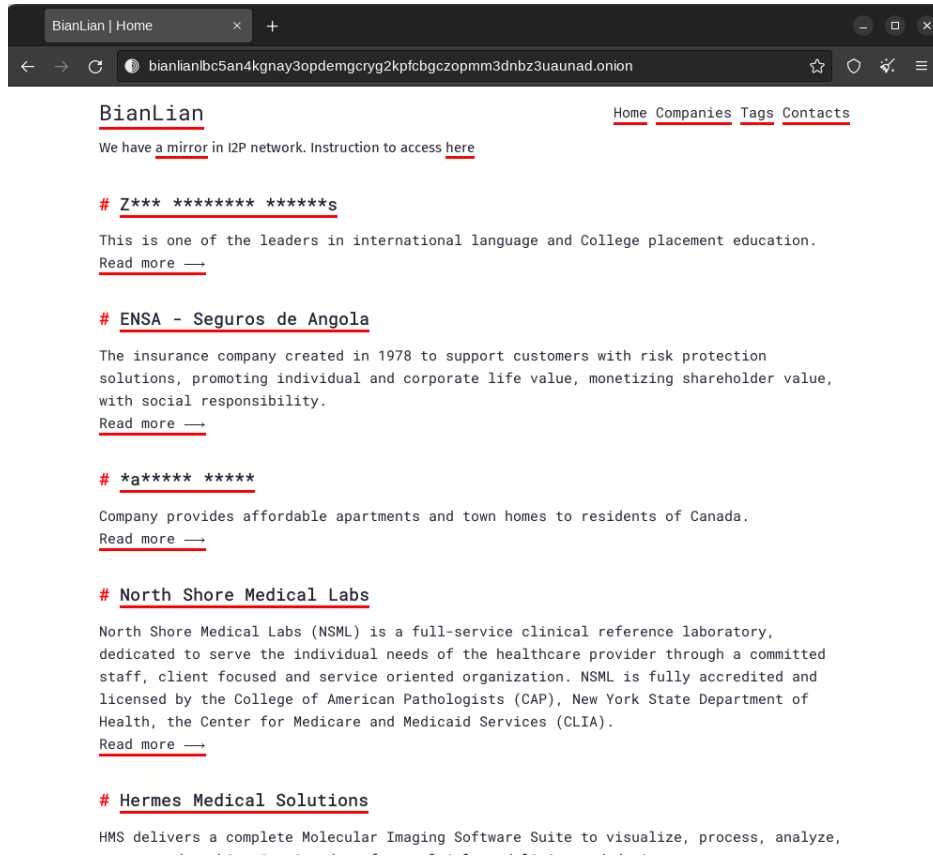 BianLian | Home
bianlianlbc5an4kgnay3opdemgcryg2kpfcbgczopmm3dnbz3uaunad.onion
BianLian
Home Companies Tags Contacts
We have a mirror in I2P network. Instruction to access here
# Z*** ******** ******s
This is one of the leaders in international language and College placement education.
Read more ⟶
# ENSA - Seguros de Angola
The insurance company created in 1978 to support customers with risk protection
solutions, promoting individual and corporate life value, monetizing shareholder value,
with social responsibility.
Read more ⟶
# *a***** *****
Company provides affordable apartments and town homes to residents of Canada.
Read more ⟶
# North Shore Medical Labs
North Shore Medical Labs (NSML) is a full-service clinical reference laboratory,
dedicated to serve the individual needs of the healthcare provider through a committed
staff, client focused and service oriented organization. NSML is fully accredited and
licensed by the College of American Pathologists (CAP), New York State Department of
Health, the Center for Medicare and Medicaid Services (CLIA).
Read more ⟶
# Hermes Medical Solutions
HMS delivers a complete Molecular Imaging Software Suite to visualize, process, analyze,